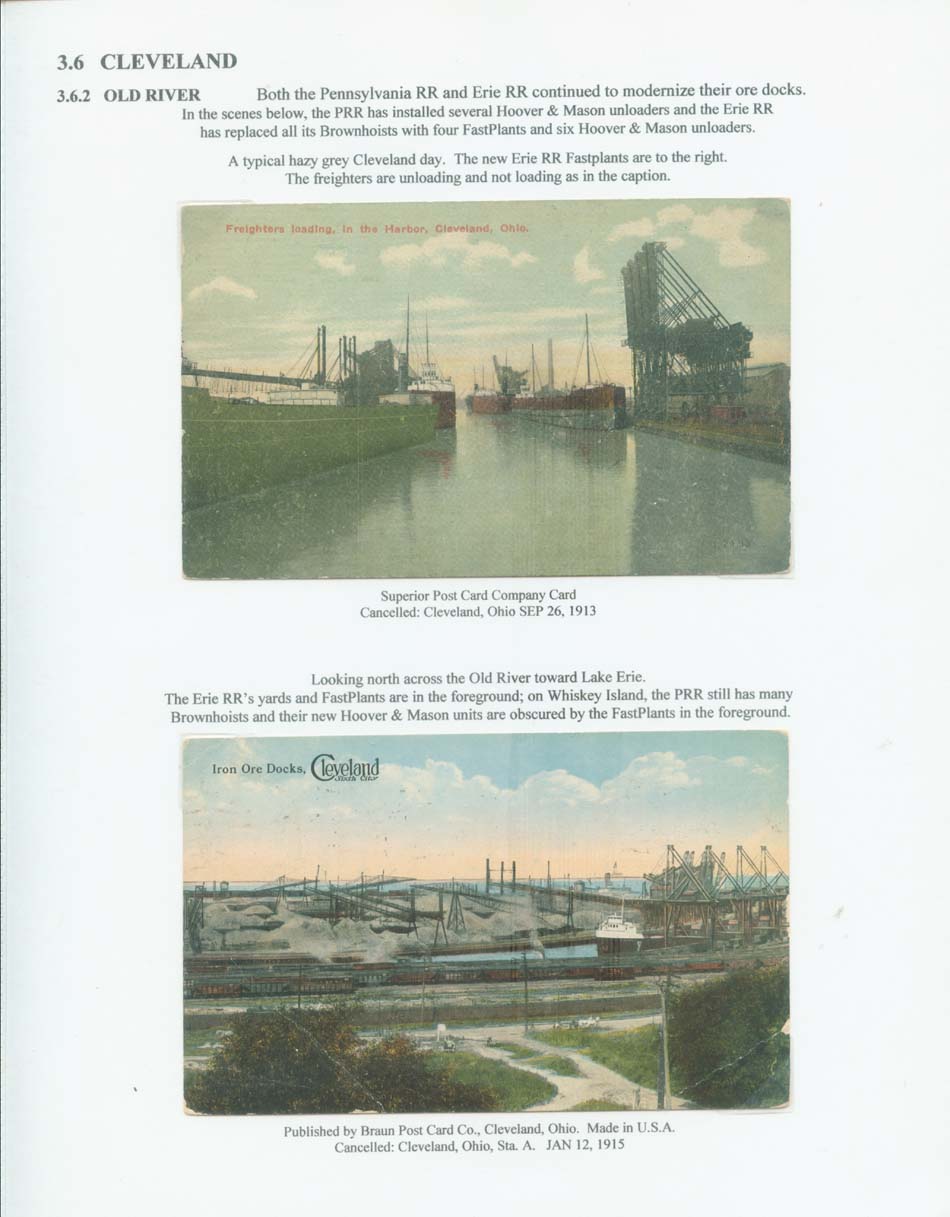 3.6 CLEVELAND
3.6.2 OLD RIVER Both the Pennsylvania RR and Erie RR continued to modernize their ore docks.
In the scenes below, the PRR has installed several Hoover & Mason unloaders and the Erie RR
has replaced all its Brownhoists with four FastPlants and six Hoover & Mason unloaders.
A typical hazy grey Cleveland day. The new Erie RR Fastplants are to the right.
The freighters are unloading and not loading as in the caption.
Freighters loading, in the Harbor, Cleveland, Ohio.
Superior Post Card Company Card
Cancelled: Cleveland, Ohio SEP 26, 1913
Looking north across the Old River toward Lake Erie.
The Erie RR's yards and FastPlants are in the foreground; on Whiskey Island, the PRR still has many
Brownhoists and their new Hoover & Mason units are obscured by the FastPlants in the foreground.
Iron Ore Docks, Cleveland
Sixth City
Published by Braun Post Card Co., Cleveland, Ohio. Made in U.S.A.
Cancelled: Cleveland, Ohio, Sta. A. JAN 12, 1915